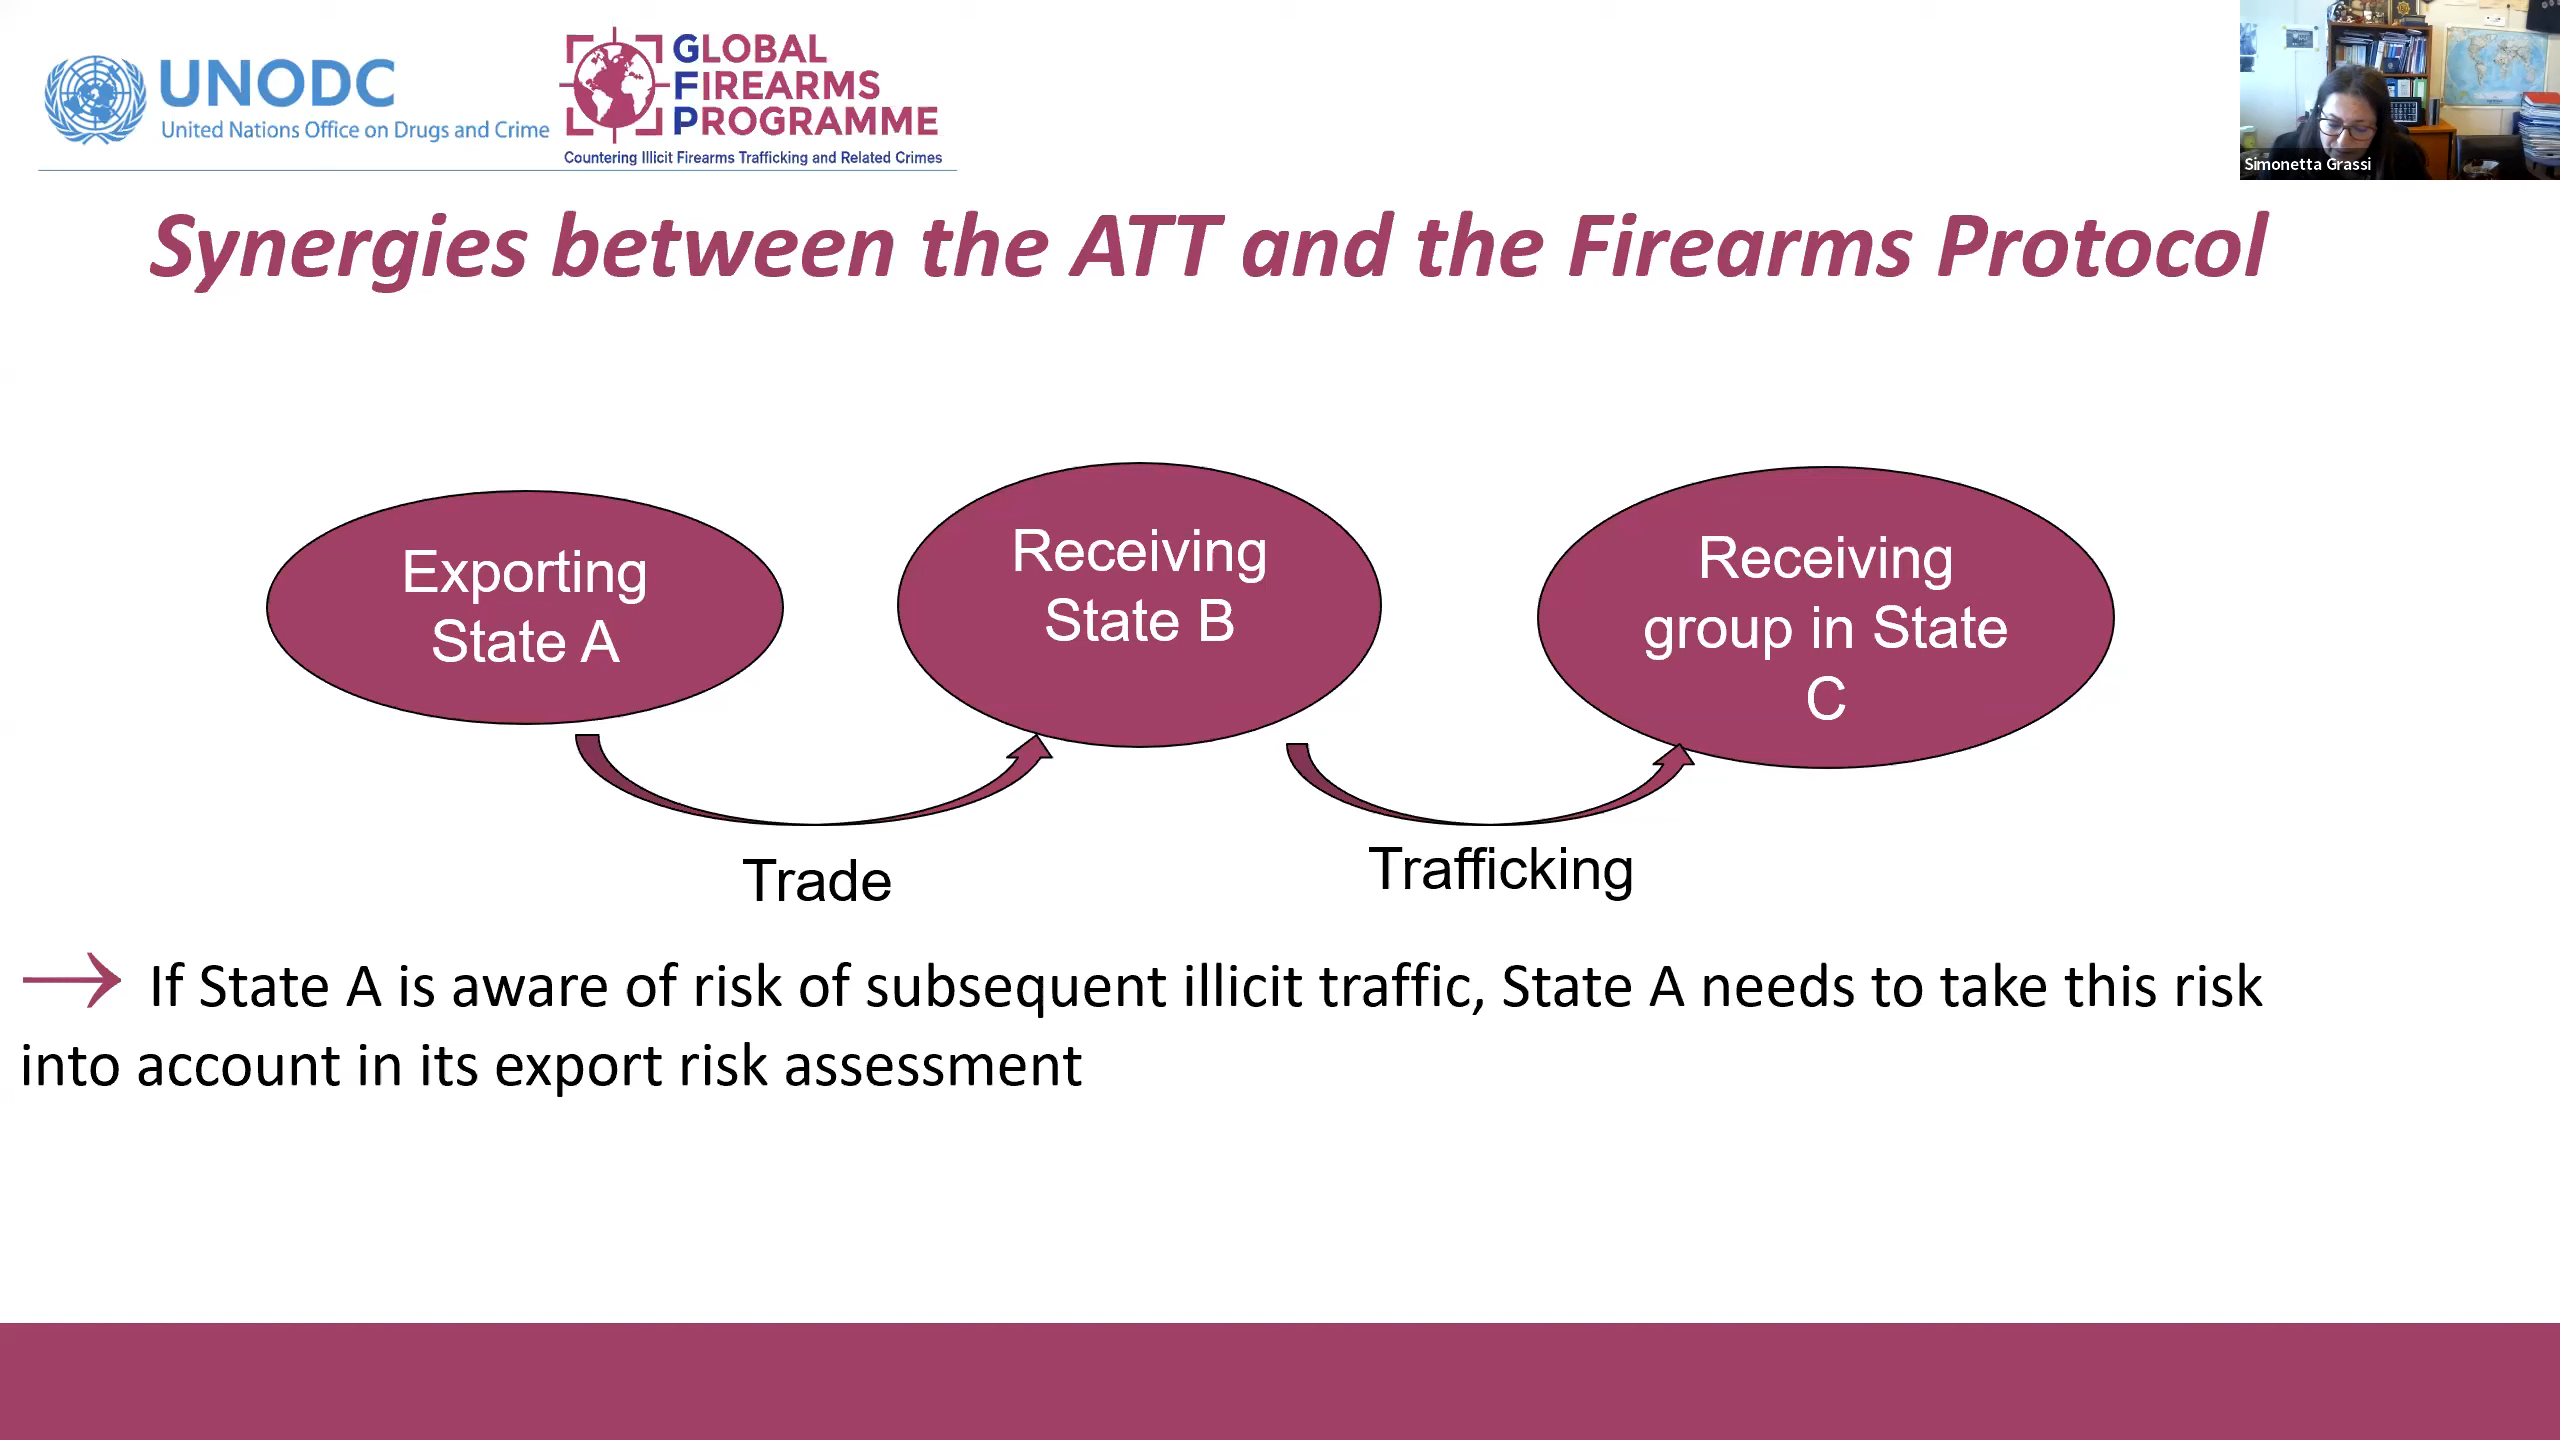 UNODC
United Nations Office on Drugs and Crime
GLOBAL
FIREARMS
PROGRAMME
Countering Illicit Firearms Trafficking and Related Crimes
Simonetta Grassi
Synergies between the ATT and the Firearms Protocol
Exporting
State A
Receiving
State B
Receiving
group in State
C
Trade
Trafficking
→ If State A is aware of risk of subsequent illicit traffic, State A needs to take this risk
into account in its export risk assessment